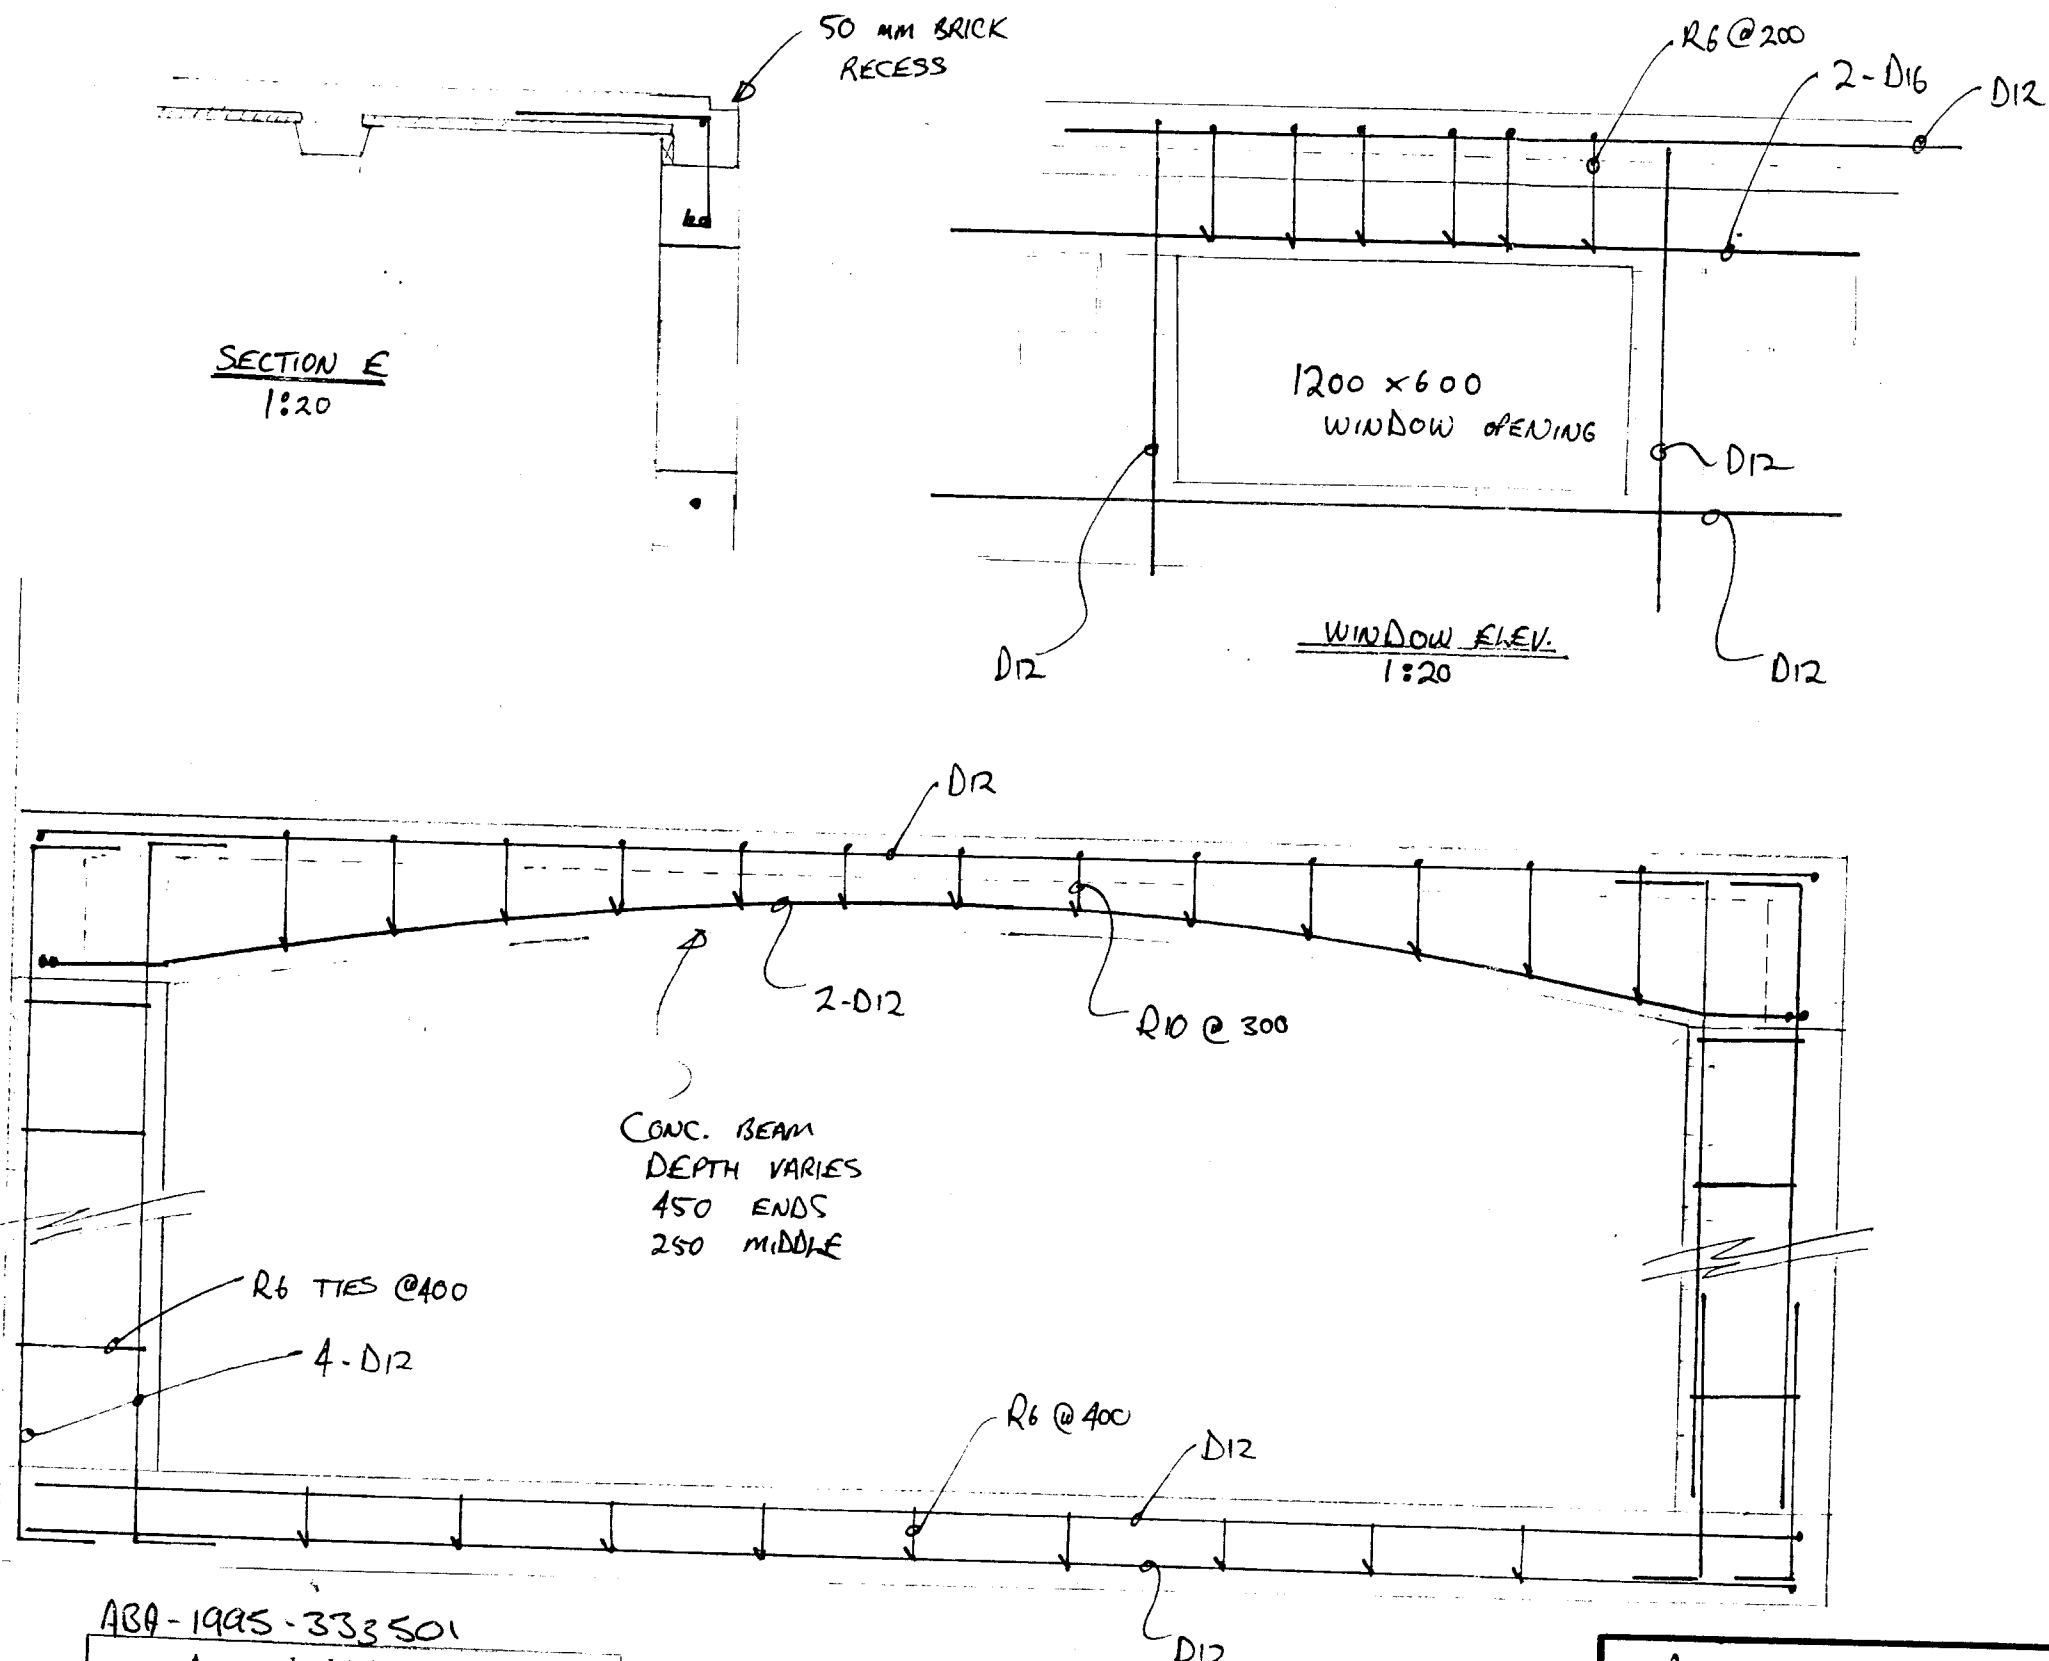 50 MM BRICK
RECESS
R6 @ 200
2-D16
D12
SECTION E
1:20
1200 x 600
WINDOW OPENING
D12
D12
D12
WINDOW ELEV.
1:20
D12
2-D12
R10 @ 300
CONC. BEAM
DEPTH VARIES
450 ENDS
250 MIDDLE
R6 TIES @400
4-D12
R6 @ 400
D12
D12
ABA-1995-333501